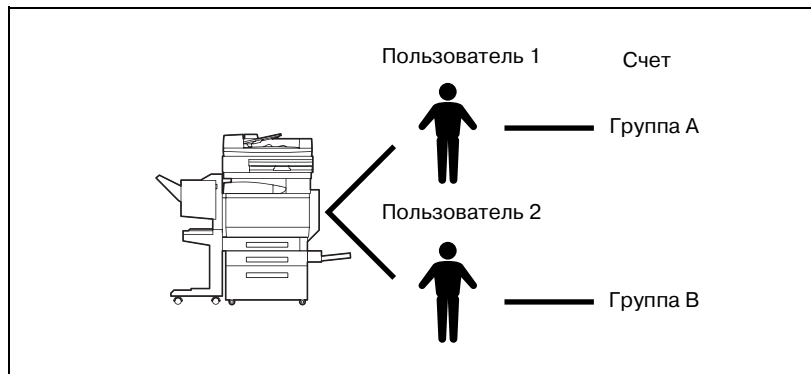 Пользователь 1
Счет
Группа A
Пользователь 2
Группа B